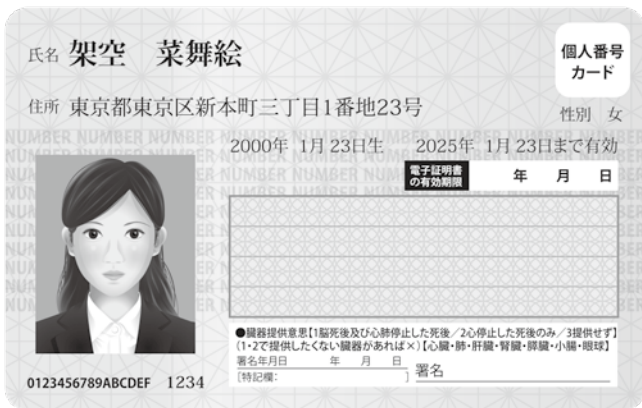 氏名 架空 菜舞絵
個人番号
カード
住所 東京都東京区新本町三丁目1番地23号
性別 女
NUMBER NUMBER NUMBER
2000年 1月23日生 2025年 1月23日まで有効
電子証明書
の有効期限 年 月 日
●臓器提供意思【1脳死後及び心肺停止した死後/2心停止した死後のみ/3提供せず】
(1・2で提供したくない臓器があれば×)【心臓・肺・肝臓・腎臓・膵臓・小腸・眼球】
署名年月日 年 月 日
[特記欄: ] 署名
0123456789ABCDEF 1234